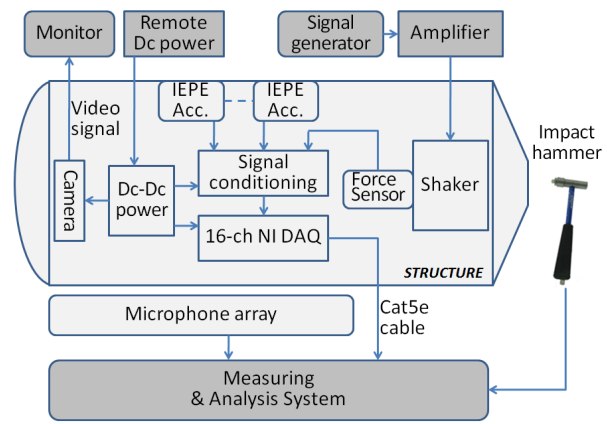 Monitor
Remote
Dc power
Signal
generator
Amplifier
IEPE
Acc.
IEPE
Acc.
Video
signal
Impact
hammer
Camera
Dc-Dc
power
Signal
conditioning
Force
Sensor
Shaker
16-ch NI DAQ
STRUCTURE
Microphone array
Cat5e
cable
Measuring
& Analysis System